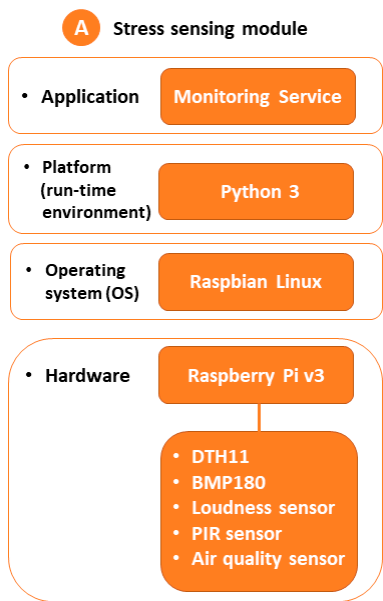 A Stress sensing module
• Application
Monitoring Service
• Platform
(run-time
environment)
Python 3
• Operating
system (OS)
Raspbian Linux
• Hardware
Raspberry Pi v3
• DTH11
• BMP180
• Loudness sensor
• PIR sensor
• Air quality sensor